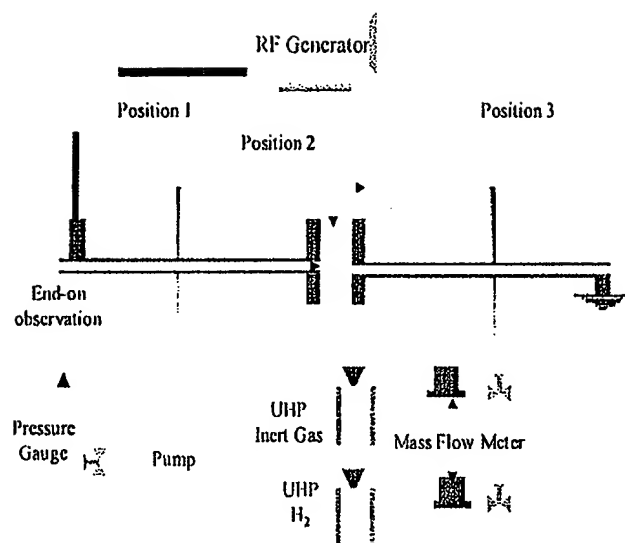 RF Generator
Position 1
Position 2
Position 3
End-on
observation
Pressure
Gauge
Pump
UHP
Inert Gas
Mass Flow Meter
UHP
H₂